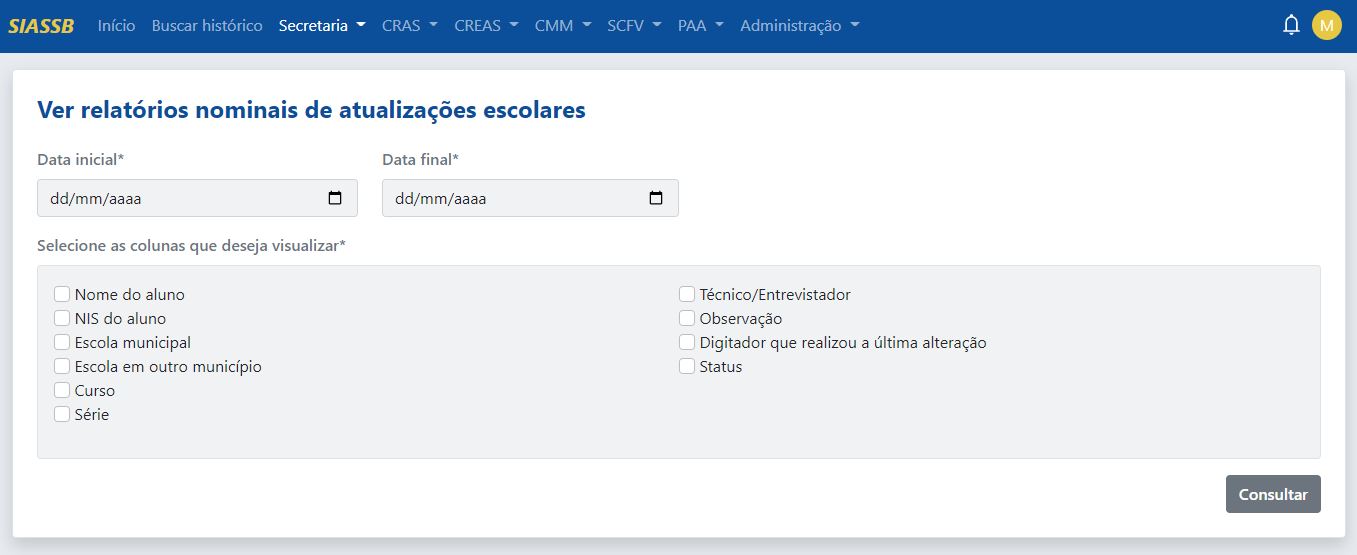 SIASSB Início Buscar histórico Secretaria CRAS CREAS CMM SCFV PAA Administração M
Ver relatórios nominais de atualizações escolares
Data inicial* Data final*
dd/mm/aaaa dd/mm/aaaa
Selecione as colunas que deseja visualizar*
Nome do aluno
NIS do aluno
Escola municipal
Escola em outro município
Curso
Série
Técnico/Entrevistador
Observação
Digitador que realizou a última alteração
Status
Consultar